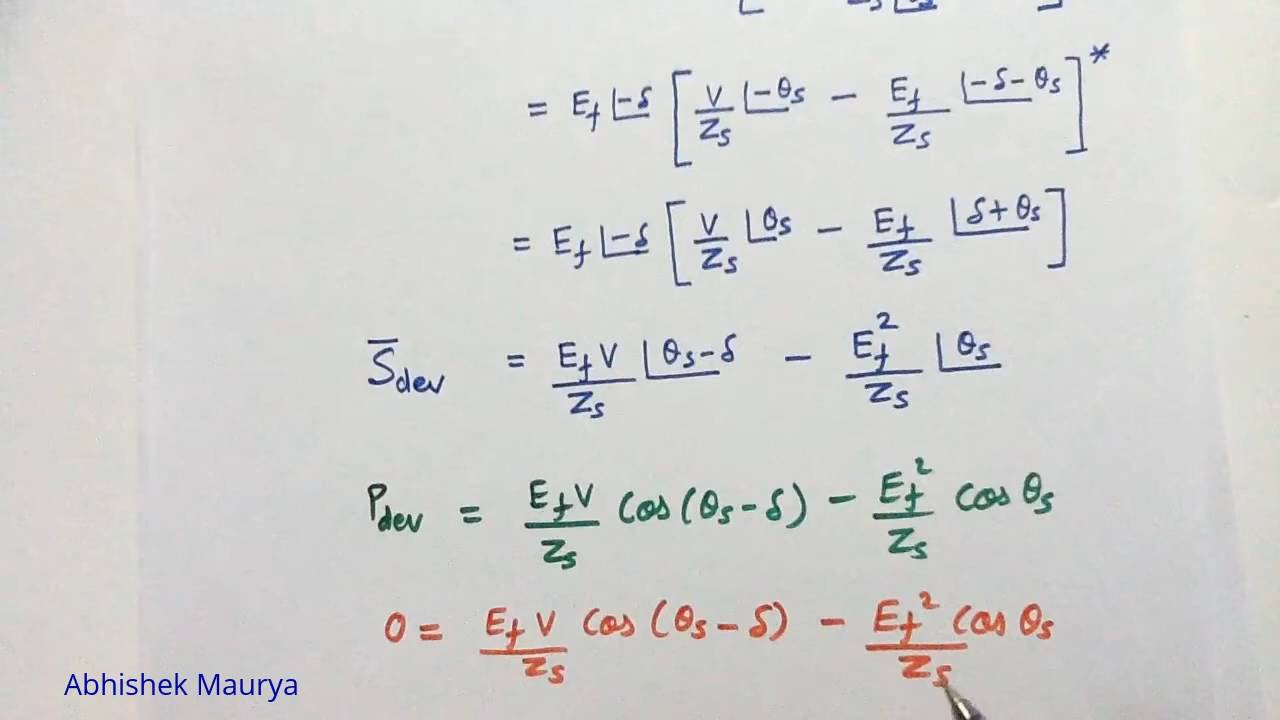 = E_f ∠-δ [ V/Z_s ∠-θ_s − E_f/Z_s ∠-δ-θ_s ]*
= E_f ∠-δ [ V/Z_s ∠θ_s − E_f/Z_s ∠δ+θ_s ]
S̅_dev = E_f V/Z_s ∠θ_s-δ − E_f²/Z_s ∠θ_s
P_dev = E_f V/Z_s cos(θ_s-δ) − E_f²/Z_s cos θ_s
0 = E_f V/Z_s cos(θ_s-δ) − E_f²/Z_s cos θ_s
Abhishek Maurya